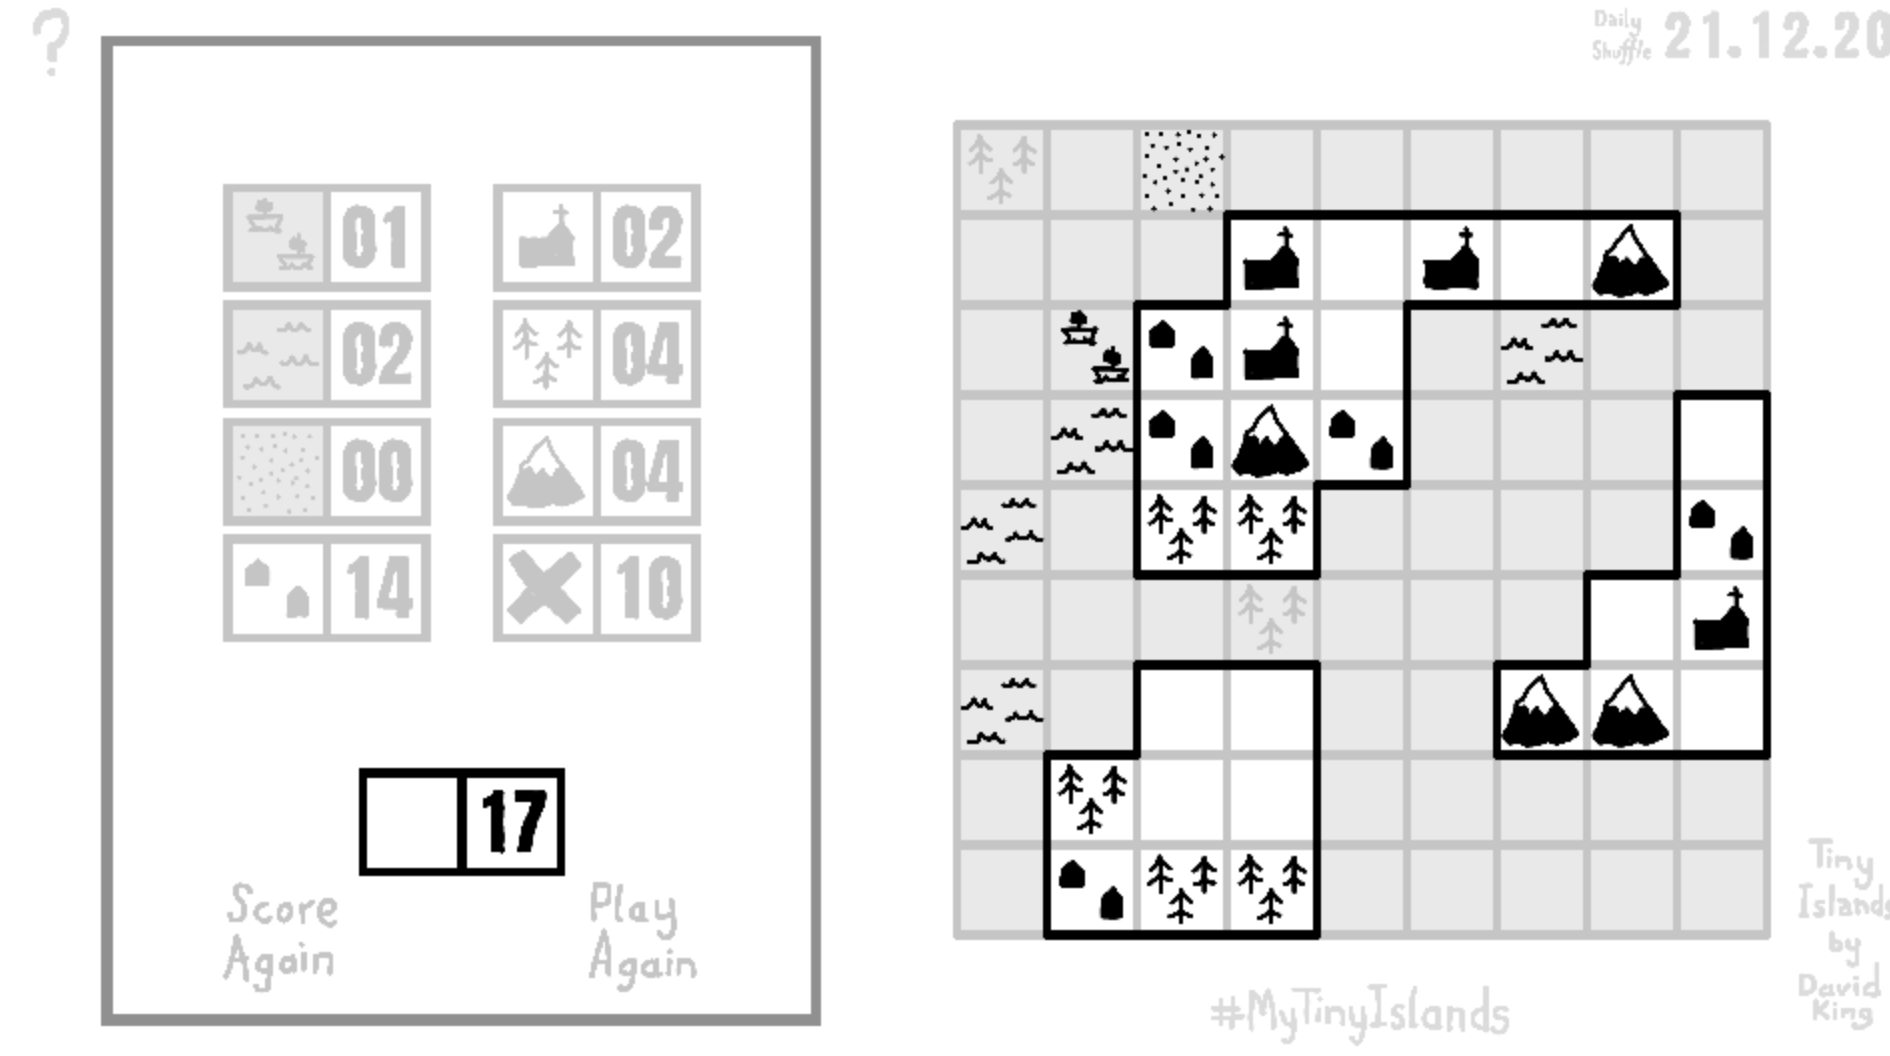 ?
Daily
Shuffle
21.12.20
01
02
02
04
00
04
14
10
17
Score
Again
Play
Again
#MyTinyIslands
Tiny
Islands
by
David
King